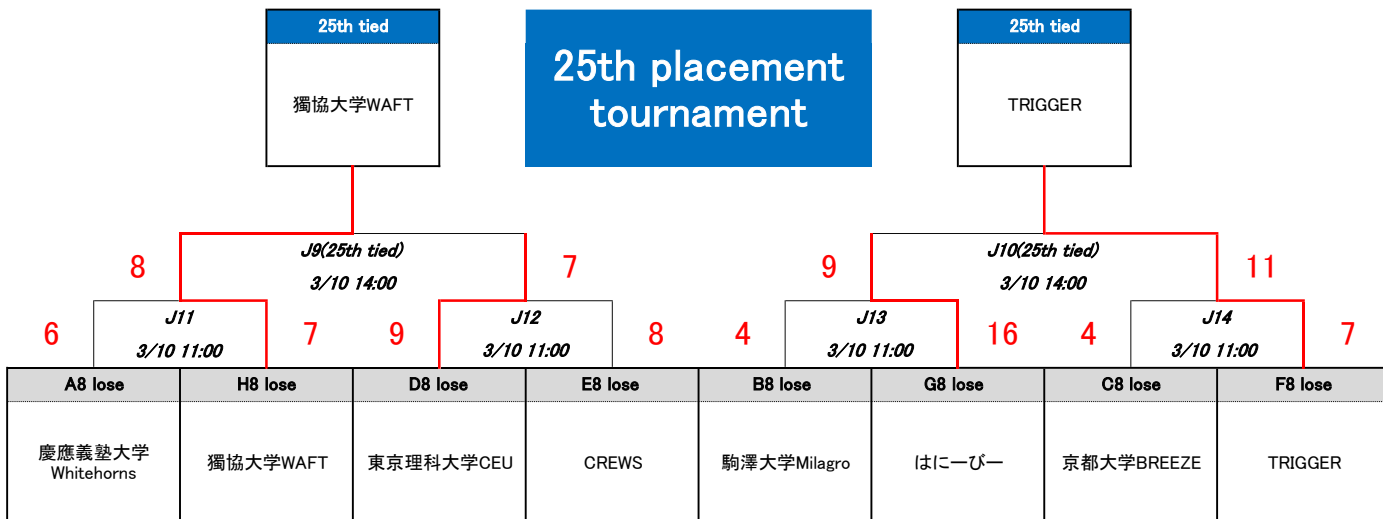 25th tied
25th tied
25th placement
tournament
獨協大学WAFT
TRIGGER
J9(25th tied)
J10(25th tied)
8
7
9
11
3/10 14:00
3/10 14:00
J11
J12
J13
J14
6
7
9
8
4
16
4
7
3/10 11:00
3/10 11:00
3/10 11:00
3/10 11:00
A8 lose
H8 lose
D8 lose
E8 lose
B8 lose
G8 lose
C8 lose
F8 lose
慶應義塾大学
Whitehorns
獨協大学WAFT
東京理科大学CEU
CREWS
駒澤大学Milagro
はにーびー
京都大学BREEZE
TRIGGER